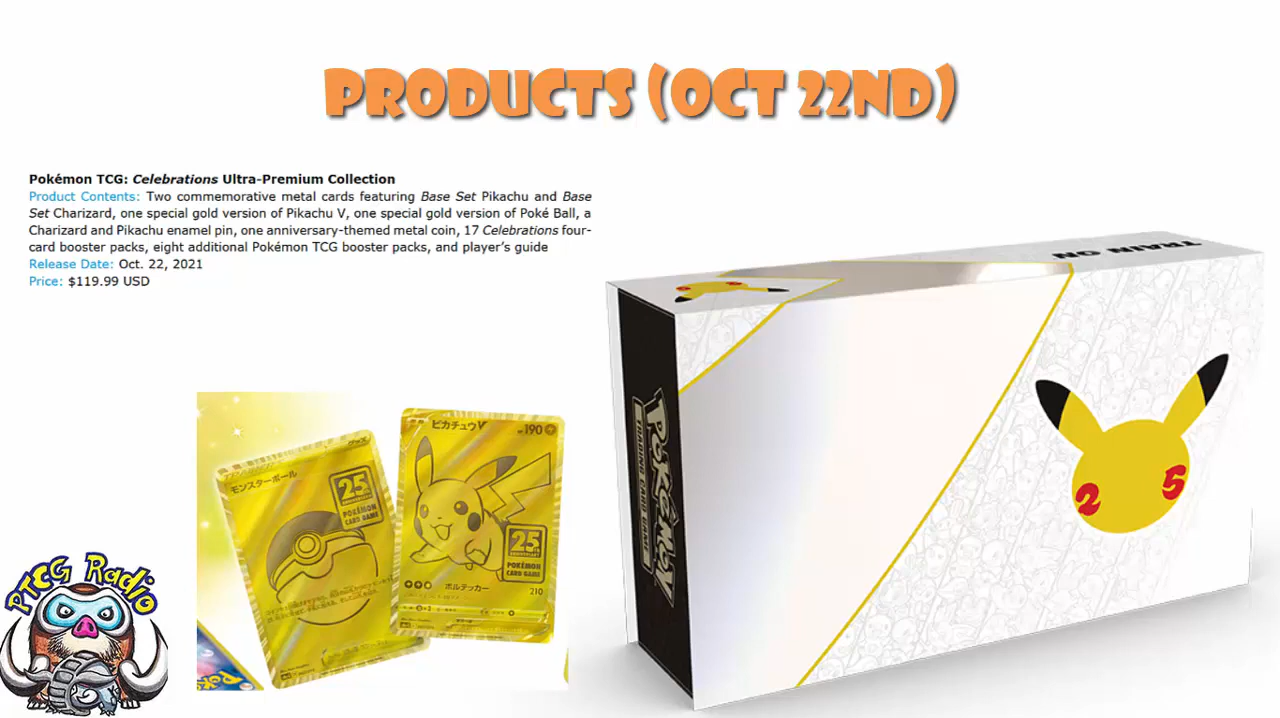 PRODUCTS (OCT 22ND)
Pokémon TCG: Celebrations Ultra-Premium Collection
Product Contents: Two commemorative metal cards featuring Base Set Pikachu and Base
Set Charizard, one special gold version of Pikachu V, one special gold version of Poké Ball, a
Charizard and Pikachu enamel pin, one anniversary-themed metal coin, 17 Celebrations four-
card booster packs, eight additional Pokémon TCG booster packs, and player's guide
Release Date: Oct. 22, 2021
Price: $119.99 USD
TRAIN ON
POKÉMON
TRADING CARD GAME
2 5
ピカチュウV
190
モンスターボール
25th
POKÉMON
CARD GAME
25th
POKÉMON
CARD GAME
ボルテッカー
210
PTCG Radio